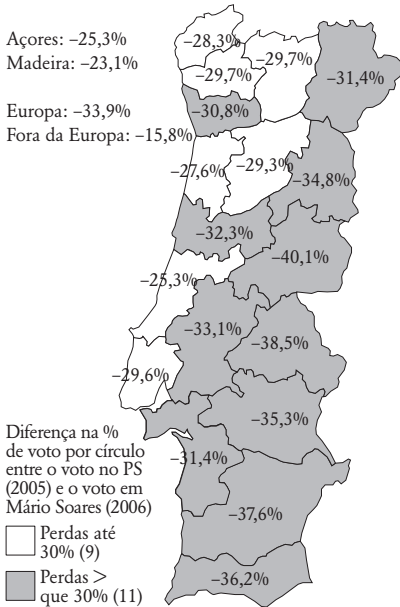 Açores: –25,3%
Madeira: –23,1%
Europa: –33,9%
Fora da Europa: –15,8%
–28,3%
–29,7%
–29,7%
–31,4%
–30,8%
–27,6%
–29,3%
–34,8%
–32,3%
–40,1%
–25,3%
–33,1%
–38,5%
–29,6%
–35,3%
–31,4%
–37,6%
–36,2%
Diferença na %
de voto por círculo
entre o voto no PS
(2005) e o voto em
Mário Soares (2006)
Perdas até
30% (9)
Perdas >
que 30% (11)